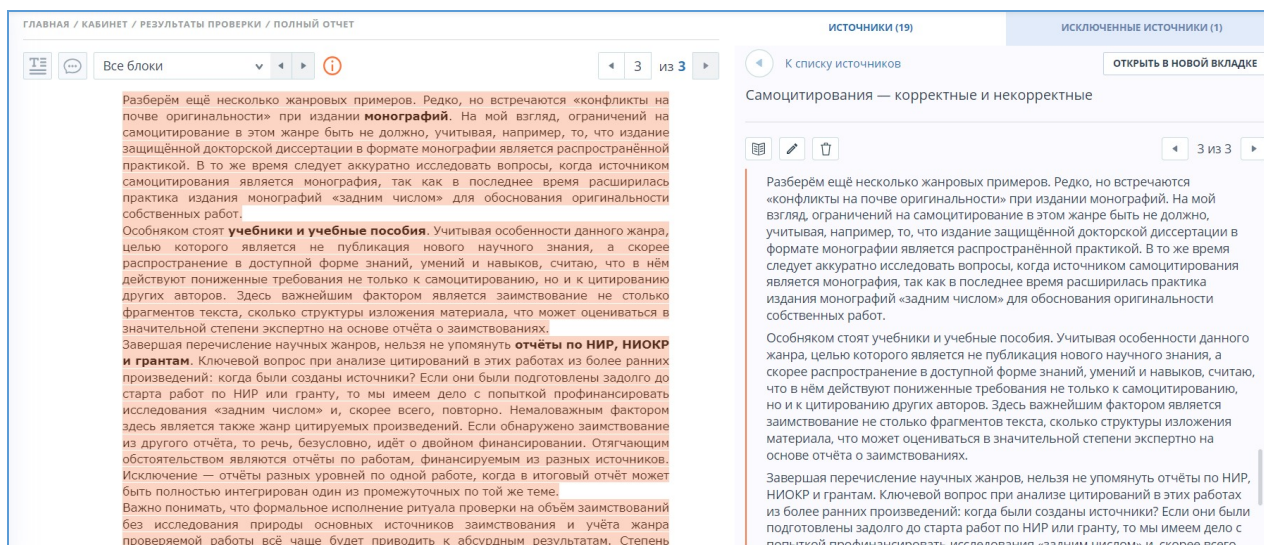 ГЛАВНАЯ / КАБИНЕТ / РЕЗУЛЬТАТЫ ПРОВЕРКИ / ПОЛНЫЙ ОТЧЕТ
Все блоки
3 из 3
Разберём ещё несколько жанровых примеров. Редко, но встречаются «конфликты на
почве оригинальности» при издании монографий. На мой взгляд, ограничений на
самоцитирование в этом жанре быть не должно, учитывая, например, то, что издание
защищённой докторской диссертации в формате монографии является распространённой
практикой. В то же время следует аккуратно исследовать вопросы, когда источником
самоцитирования является монография, так как в последнее время расширилась
практика издания монографий «задним числом» для обоснования оригинальности
собственных работ.
Особняком стоят учебники и учебные пособия. Учитывая особенности данного жанра,
целью которого является не публикация нового научного знания, а скорее
распространение в доступной форме знаний, умений и навыков, считаю, что в нём
действуют пониженные требования не только к самоцитированию, но и к цитированию
других авторов. Здесь важнейшим фактором является заимствование не столько
фрагментов текста, сколько структуры изложения материала, что может оцениваться в
значительной степени экспертно на основе отчёта о заимствованиях.
Завершая перечисление научных жанров, нельзя не упомянуть отчёты по НИР, НИОКР
и грантам. Ключевой вопрос при анализе цитирований в этих работах из более ранних
произведений: когда были созданы источники? Если они были подготовлены задолго до
старта работ по НИР или гранту, то мы имеем дело с попыткой профинансировать
исследования «задним числом» и, скорее всего, повторно. Немаловажным фактором
здесь является также жанр цитируемых произведений. Если обнаружено заимствование
из другого отчёта, то речь, безусловно, идёт о двойном финансировании. Отягчающим
обстоятельством являются отчёты по работам, финансируемым из разных источников.
Исключение — отчёты разных уровней по одной работе, когда в итоговый отчёт может
быть полностью интегрирован один из промежуточных по той же теме.
Важно понимать, что формальное исполнение ритуала проверки на объём заимствований
без исследования природы основных источников заимствования и учёта жанра
проверяемой работы всё чаще будет приводить к абсурдным результатам. Степень
ИСТОЧНИКИ (19)
ИСКЛЮЧЕННЫЕ ИСТОЧНИКИ (1)
К списку источников
ОТКРЫТЬ В НОВОЙ ВКЛАДКЕ
Самоцитирования — корректные и некорректные
3 из 3
Разберём ещё несколько жанровых примеров. Редко, но встречаются
«конфликты на почве оригинальности» при издании монографий. На мой
взгляд, ограничений на самоцитирование в этом жанре быть не должно,
учитывая, например, то, что издание защищённой докторской диссертации в
формате монографии является распространённой практикой. В то же время
следует аккуратно исследовать вопросы, когда источником самоцитирования
является монография, так как в последнее время расширилась практика
издания монографий «задним числом» для обоснования оригинальности
собственных работ.
Особняком стоят учебники и учебные пособия. Учитывая особенности данного
жанра, целью которого является не публикация нового научного знания, а
скорее распространение в доступной форме знаний, умений и навыков, считаю,
что в нём действуют пониженные требования не только к самоцитированию,
но и к цитированию других авторов. Здесь важнейшим фактором является
заимствование не столько фрагментов текста, сколько структуры изложения
материала, что может оцениваться в значительной степени экспертно на
основе отчёта о заимствованиях.
Завершая перечисление научных жанров, нельзя не упомянуть отчёты по НИР,
НИОКР и грантам. Ключевой вопрос при анализе цитирований в этих работах
из более ранних произведений: когда были созданы источники? Если они были
подготовлены задолго до старта работ по НИР или гранту, то мы имеем дело с
попыткой профинансировать исследования «задним числом» и, скорее всего,